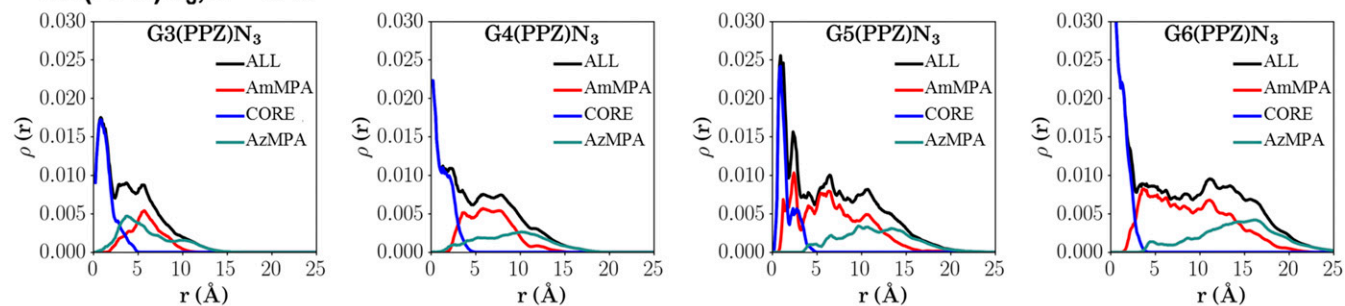 G3(PPZ)N₃
ALL
AmMPA
CORE
AzMPA
0.030
0.025
0.020
0.015
0.010
0.005
0.000
ρ (r)
0 5 10 15 20 25
r (Å)
G4(PPZ)N₃
ALL
AmMPA
CORE
AzMPA
0.030
0.025
0.020
0.015
0.010
0.005
0.000
ρ (r)
0 5 10 15 20 25
r (Å)
G5(PPZ)N₃
ALL
AmMPA
CORE
AzMPA
0.030
0.025
0.020
0.015
0.010
0.005
0.000
ρ (r)
0 5 10 15 20 25
r (Å)
G6(PPZ)N₃
ALL
AmMPA
CORE
AzMPA
0.030
0.025
0.020
0.015
0.010
0.005
0.000
ρ (r)
0 5 10 15 20 25
r (Å)